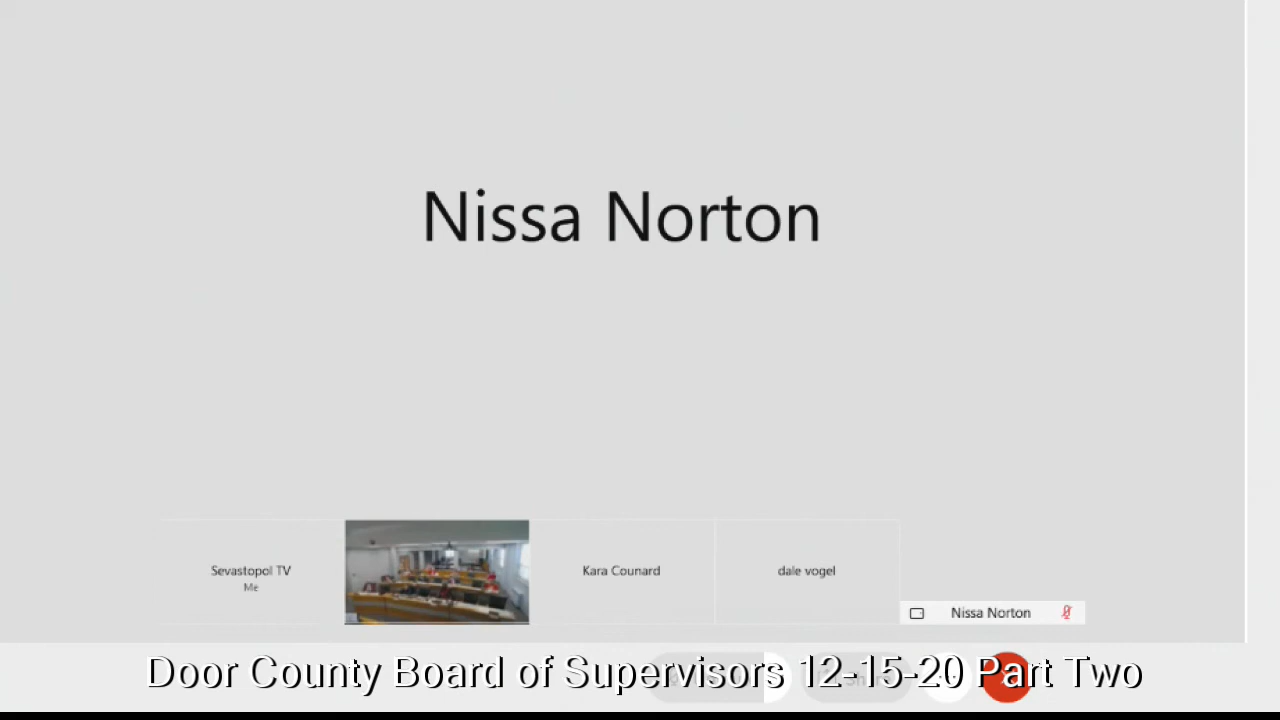 Nissa Norton
Sevastopol TV
Me
Kara Counard
dale vogel
Nissa Norton
Door County Board of Supervisors 12-15-20 Part Two